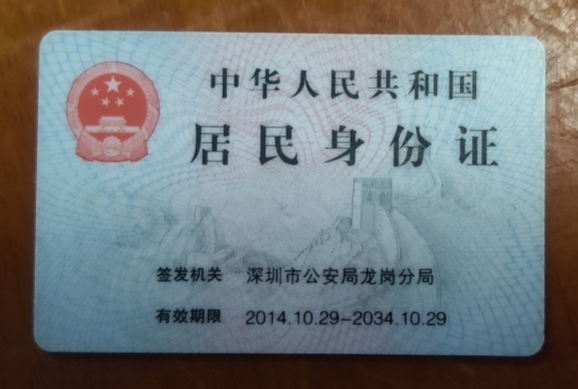 中华人民共和国
居民身份证
签发机关 深圳市公安局龙岗分局
有效期限 2014.10.29-2034.10.29